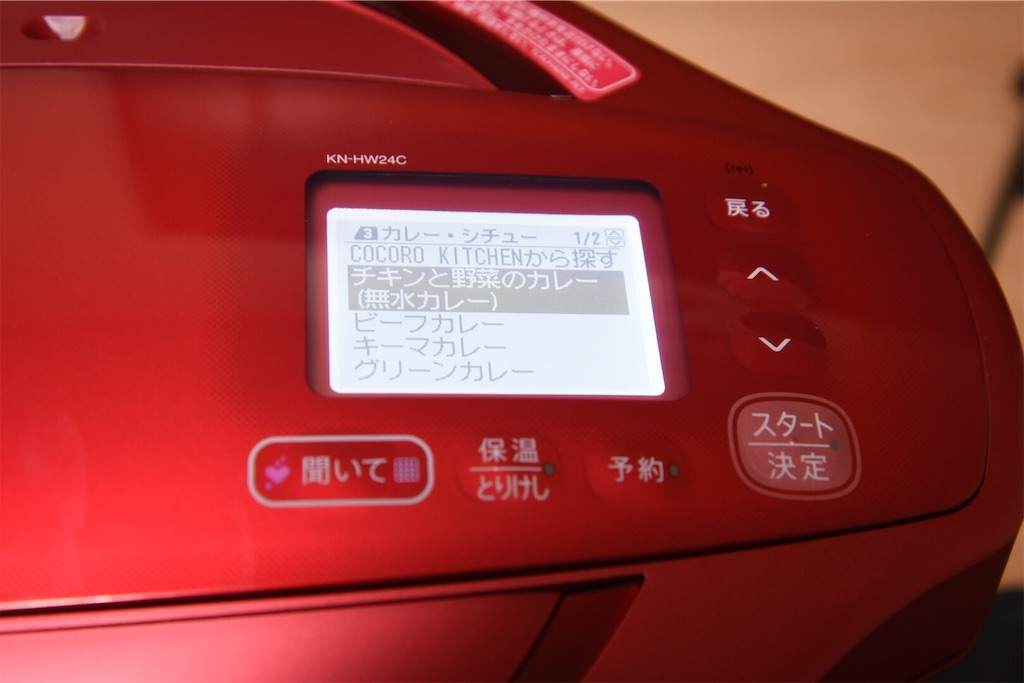 KN-HW24C
3 カレー・シチュー 1/2
COCORO KITCHENから探す
チキンと野菜のカレー
(無水カレー)
ビーフカレー
キーマカレー
グリーンカレー
戻る
スタート
決定
聞いて
保温
とりけし
予約